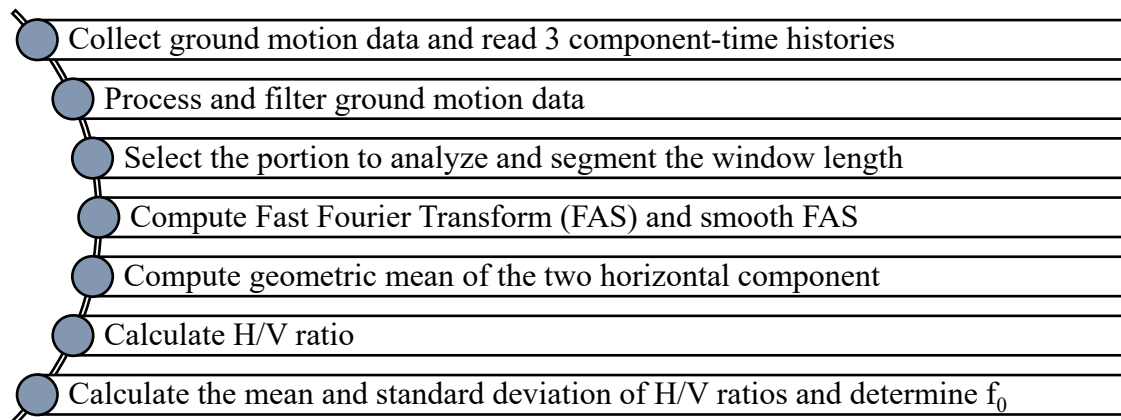 Collect ground motion data and read 3 component-time histories
Process and filter ground motion data
Select the portion to analyze and segment the window length
Compute Fast Fourier Transform (FAS) and smooth FAS
Compute geometric mean of the two horizontal component
Calculate H/V ratio
Calculate the mean and standard deviation of H/V ratios and determine f₀